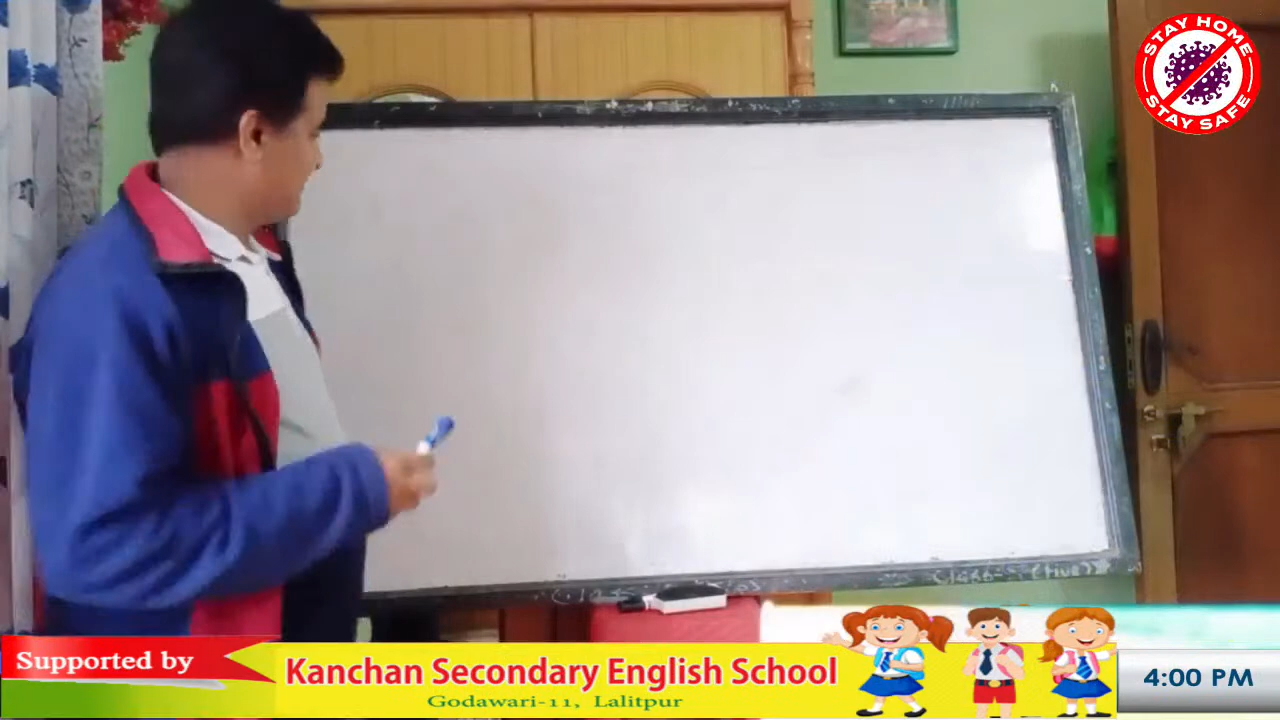 STAY HOME
STAY SAFE
Supported by
Kanchan Secondary English School
Godawari-11, Lalitpur
4:00 PM